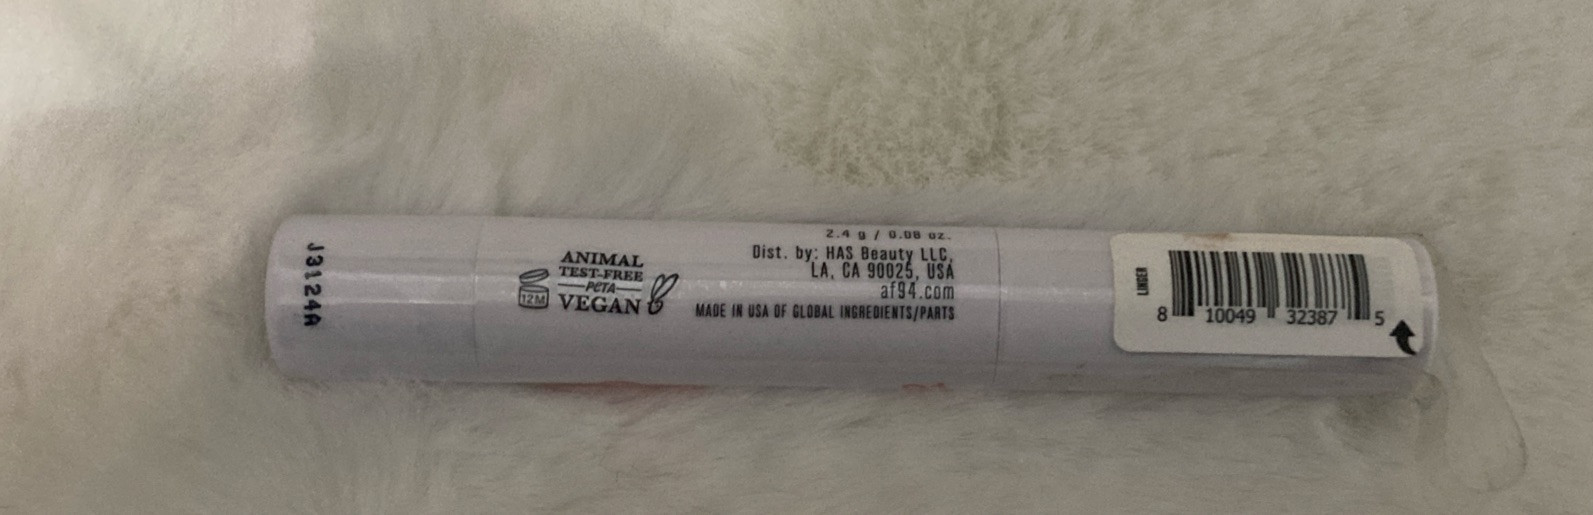 J3124A
12M
ANIMAL
TEST-FREE
PETA
VEGAN
2.4 g / 0.08 oz.
Dist. by: HAS Beauty LLC,
LA, CA 90025, USA
af94.com
MADE IN USA OF GLOBAL INGREDIENTS/PARTS
LINGER
8 10049 32387 5